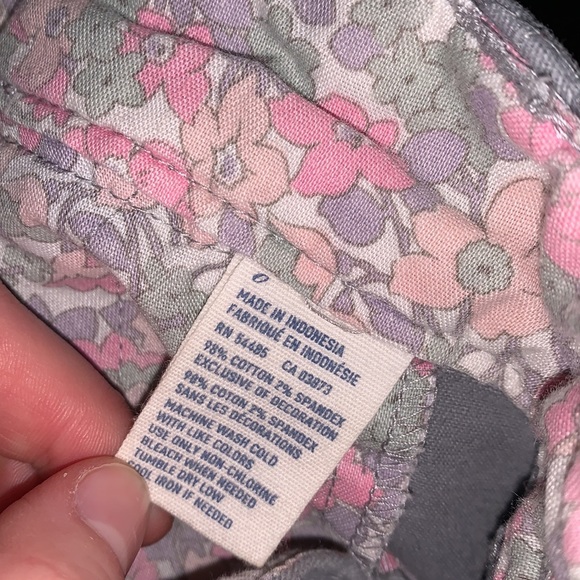 0
MADE IN INDONESIA
FABRIQUÉ EN INDONÉSIE
RN 54485 CA 03873
98% COTTON 2% SPANDEX
EXCLUSIVE OF DECORATION
98% COTON 2% SPANDEX
SANS LES DÉCORATIONS
MACHINE WASH COLD
WITH LIKE COLORS
USE ONLY NON-CHLORINE
BLEACH WHEN NEEDED
TUMBLE DRY LOW
COOL IRON IF NEEDED